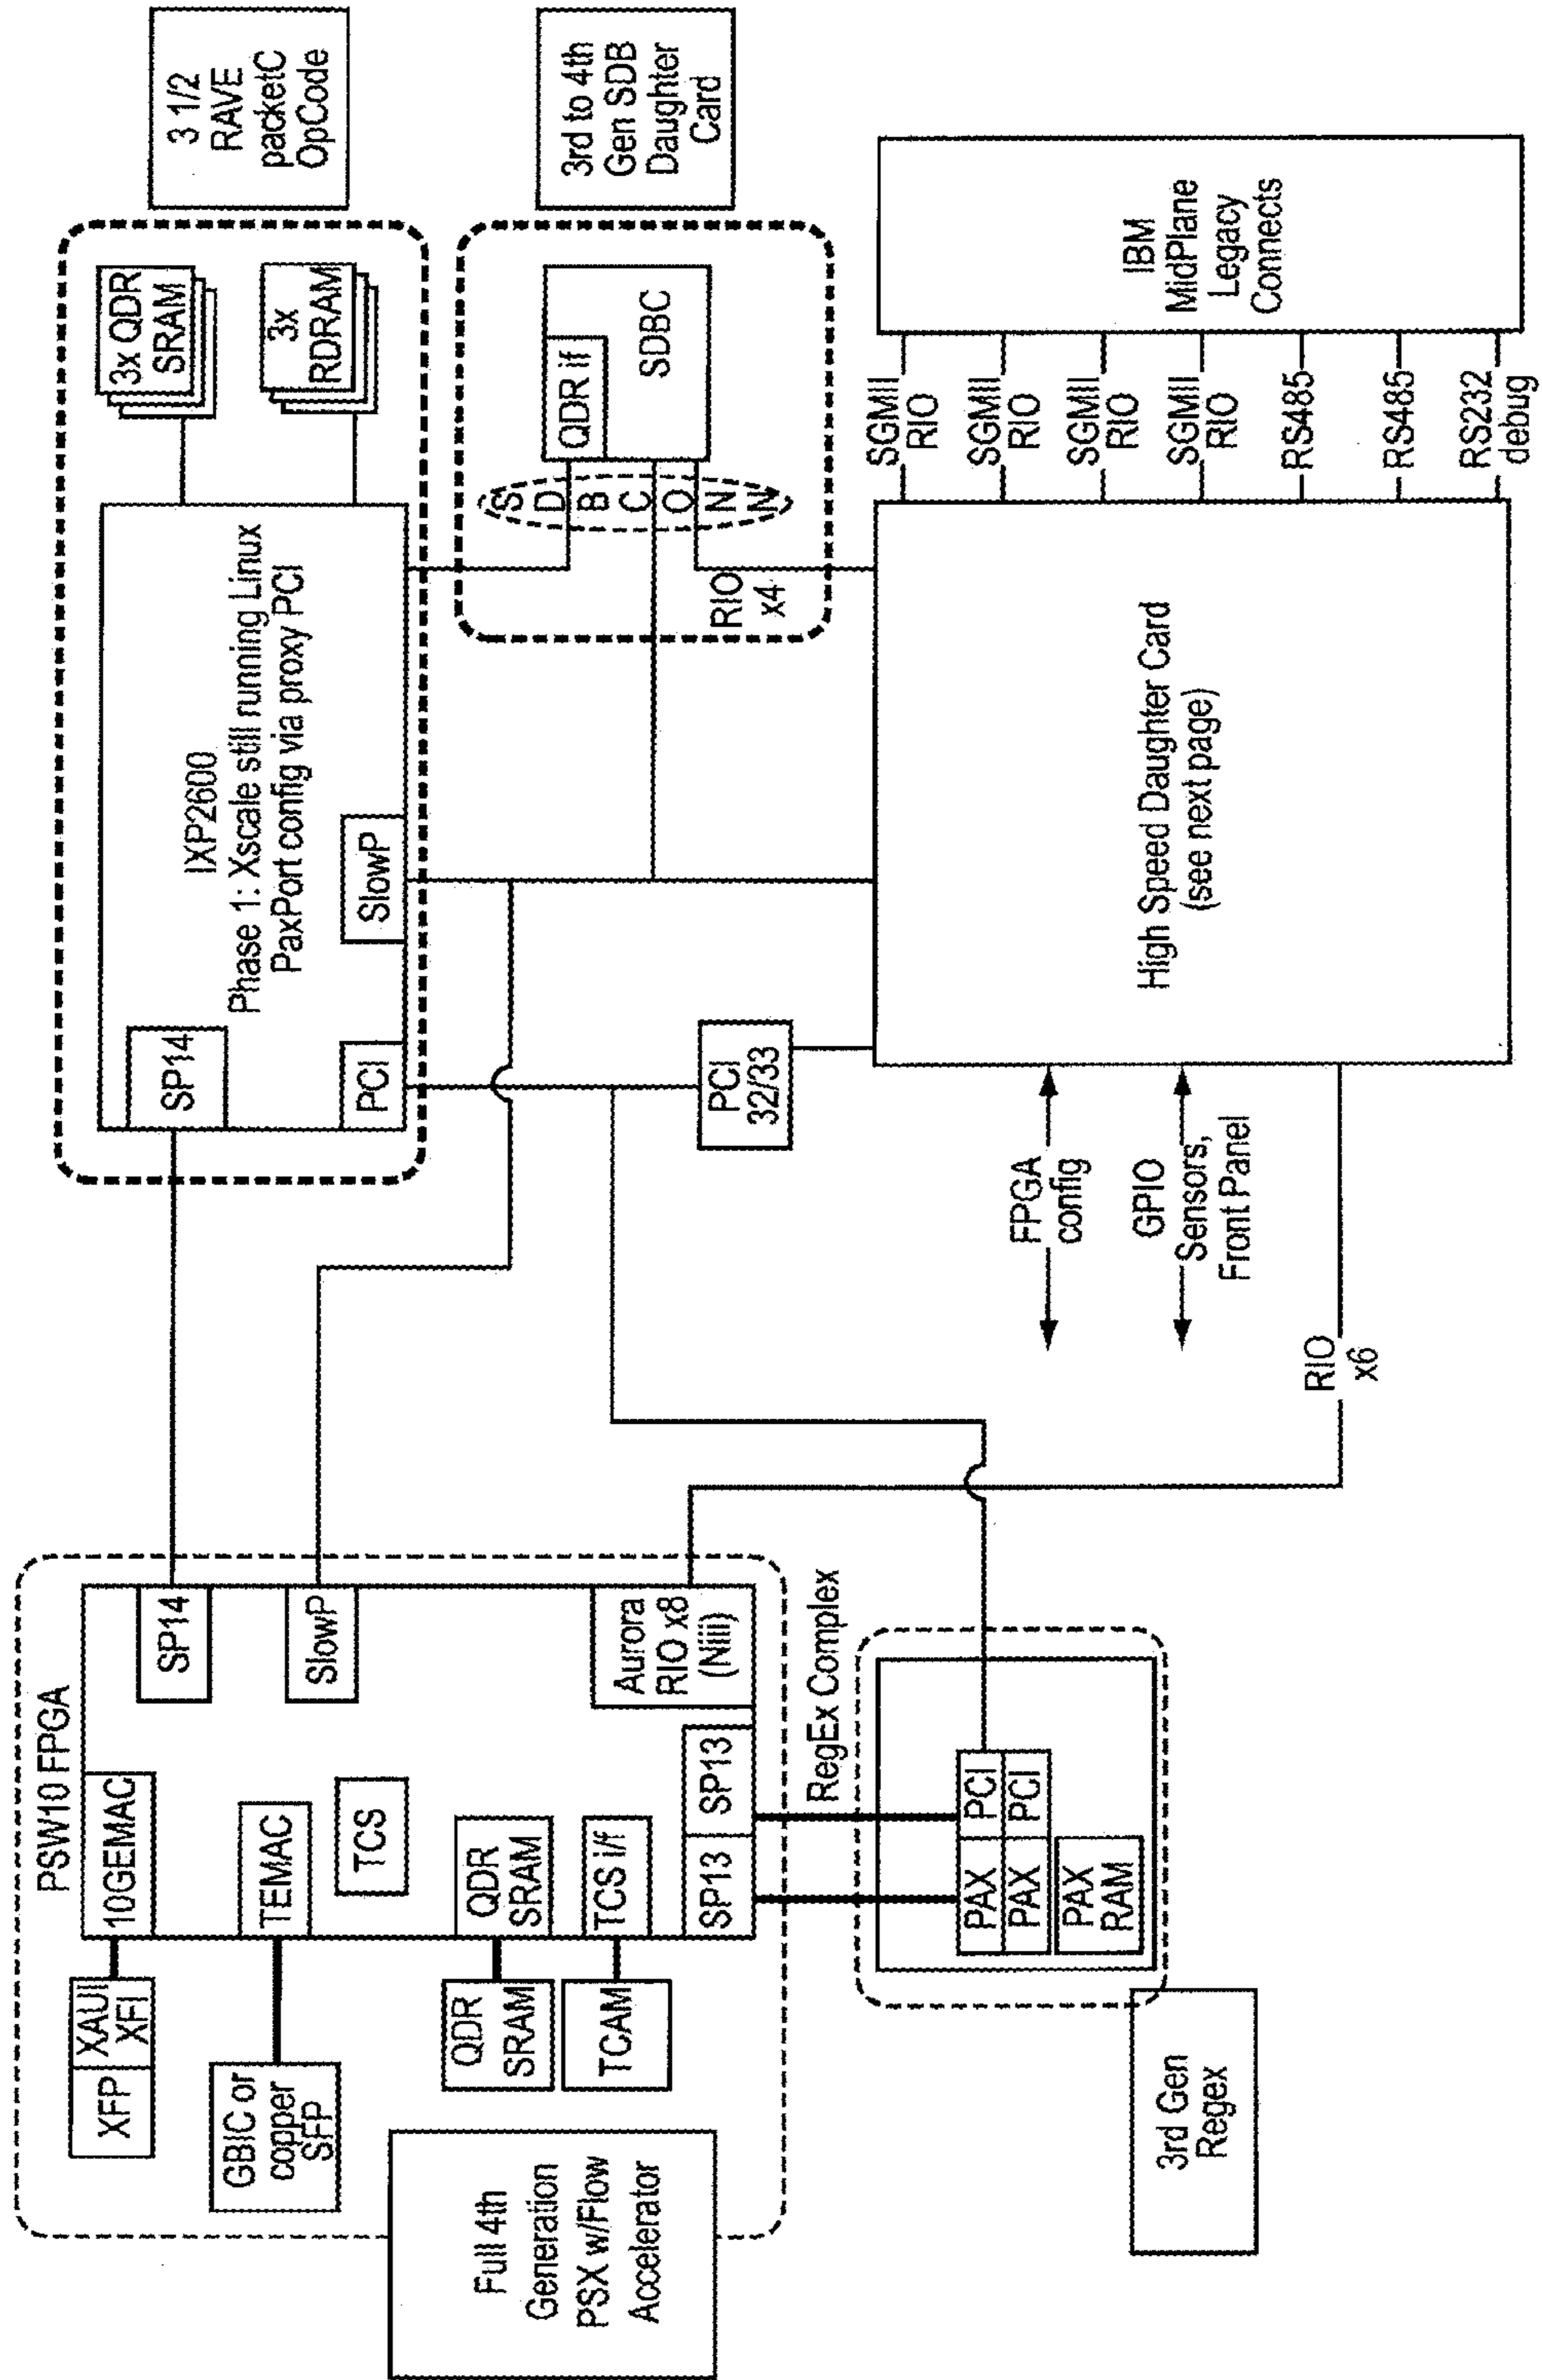 3 1/2
RAVE
packetC
OpCode
3rd to 4th
Gen SDB
Daughter
Card
3x QDR
SRAM
3x
RDRAM
IXP2600
Phase 1: Xscale still running Linux
PaxPort config via proxy PCI
SP14
PCI
SlowP
QDR if
SDBC
S
D
B
C
O
N
N
RIO
x4
IBM
MidPlane
Legacy
Connects
SGMII
RIO
SGMII
RIO
SGMII
RIO
SGMII
RIO
RS485
RS485
RS232
debug
High Speed Daughter Card
(see next page)
PCI
32/33
FPGA
config
GPIO
Sensors,
Front Panel
RIO
x6
PSW10 FPGA
10GEMAC
TEMAC
TCS
QDR
SRAM
TCS i/f
SP13
SP13
SP14
SlowP
Aurora
RIO x8
(Niii)
XFP
XAUI
XFI
GBIC or
copper
SFP
QDR
SRAM
TCAM
Full 4th
Generation
PSX w/Flow
Accelerator
RegEx Complex
PAX
PCI
PAX
PCI
PAX
RAM
3rd Gen
Regex